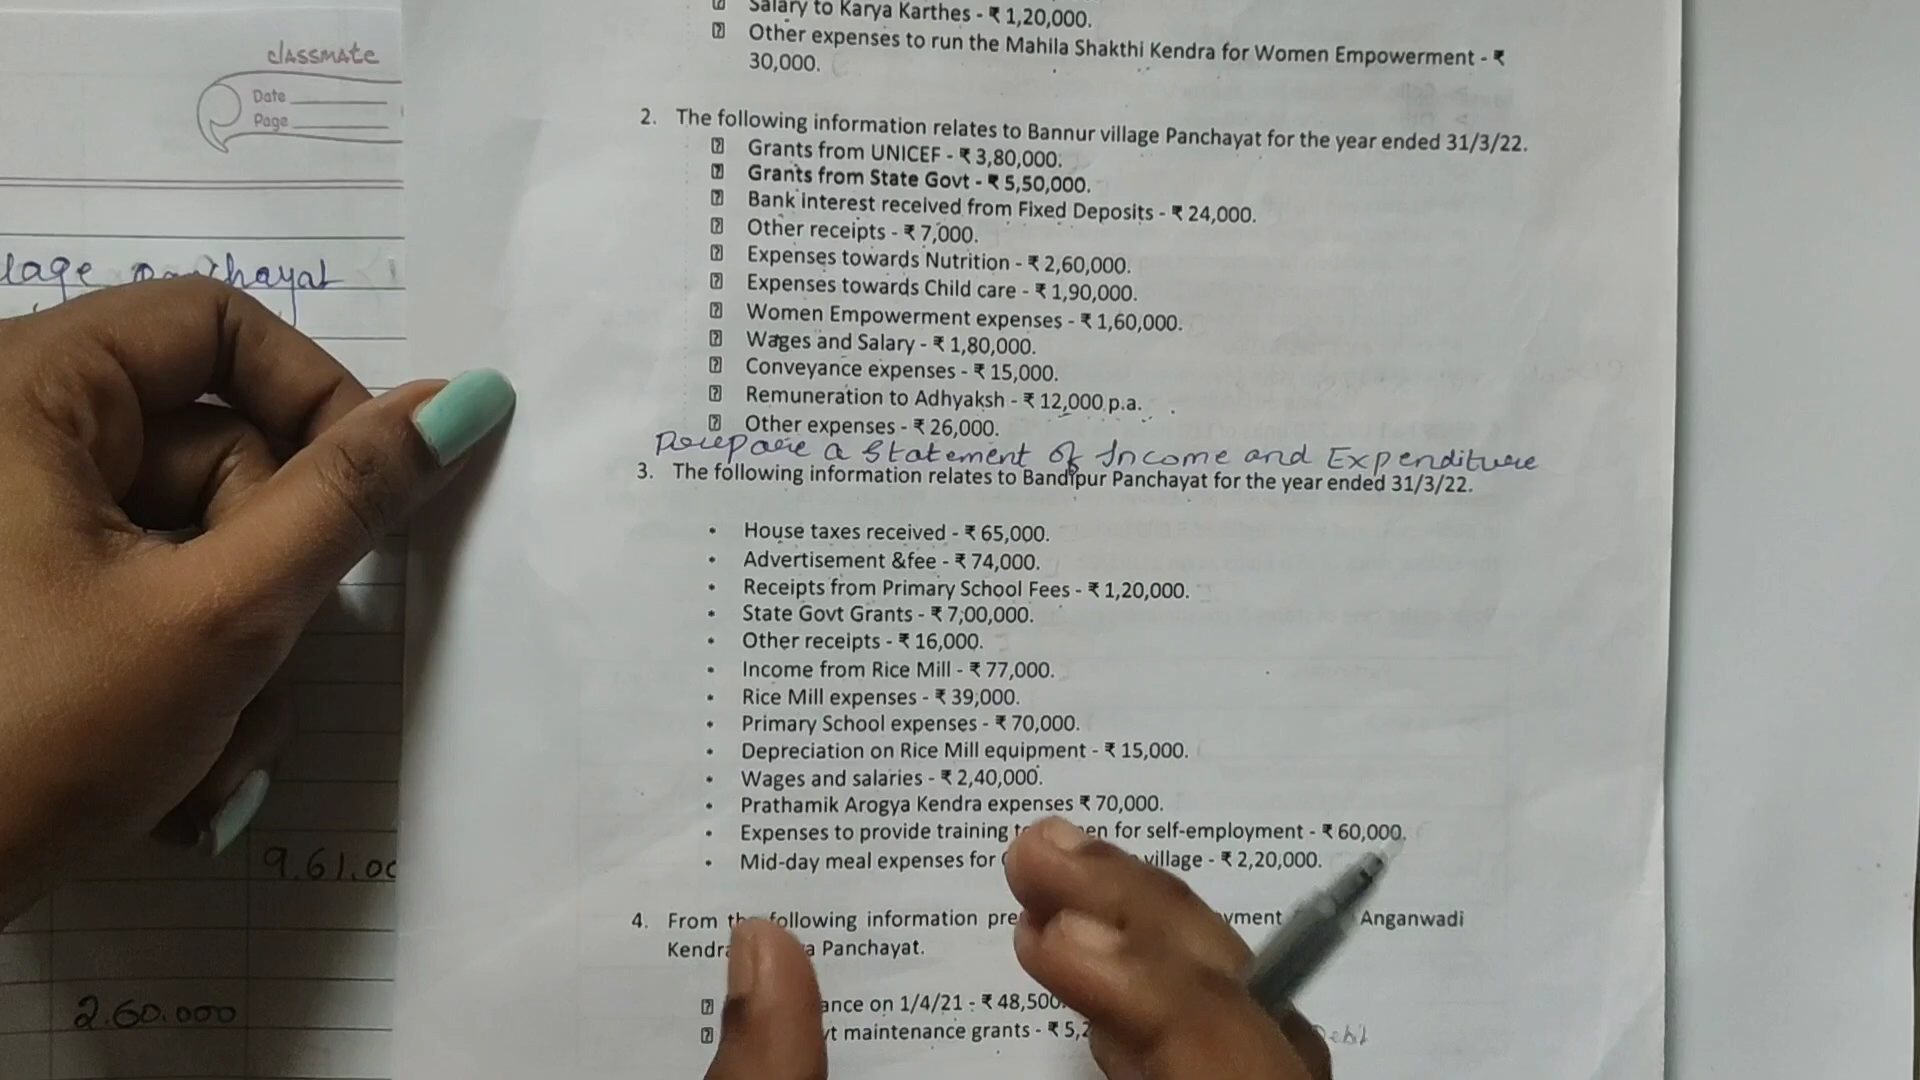 classmate
Date
Page
lage panchayat
9.61.00
2.60.000
Salary to Karya Karthes - ₹ 1,20,000.
Other expenses to run the Mahila Shakthi Kendra for Women Empowerment - ₹
30,000.
2. The following information relates to Bannur village Panchayat for the year ended 31/3/22.
Grants from UNICEF - ₹ 3,80,000.
Grants from State Govt - ₹ 5,50,000.
Bank interest received from Fixed Deposits - ₹ 24,000.
Other receipts - ₹ 7,000.
Expenses towards Nutrition - ₹ 2,60,000.
Expenses towards Child care - ₹ 1,90,000.
Women Empowerment expenses - ₹ 1,60,000.
Wages and Salary - ₹ 1,80,000.
Conveyance expenses - ₹ 15,000.
Remuneration to Adhyaksh - ₹ 12,000 p.a.
Other expenses - ₹ 26,000.
Prepare a Statement of Income and Expenditure
3. The following information relates to Bandipur Panchayat for the year ended 31/3/22.
• House taxes received - ₹ 65,000.
• Advertisement &fee - ₹ 74,000.
• Receipts from Primary School Fees - ₹ 1,20,000.
• State Govt Grants - ₹ 7,00,000.
• Other receipts - ₹ 16,000.
• Income from Rice Mill - ₹ 77,000.
• Rice Mill expenses - ₹ 39,000.
• Primary School expenses - ₹ 70,000.
• Depreciation on Rice Mill equipment - ₹ 15,000.
• Wages and salaries - ₹ 2,40,000.
• Prathamik Arogya Kendra expenses ₹ 70,000.
• Expenses to provide training for self-employment - ₹ 60,000.
• Mid-day meal expenses for village - ₹ 2,20,000.
4. From following information Anganwadi
Panchayat.
on 1/4/21 - ₹ 48,500
maintenance grants - ₹ 5,2